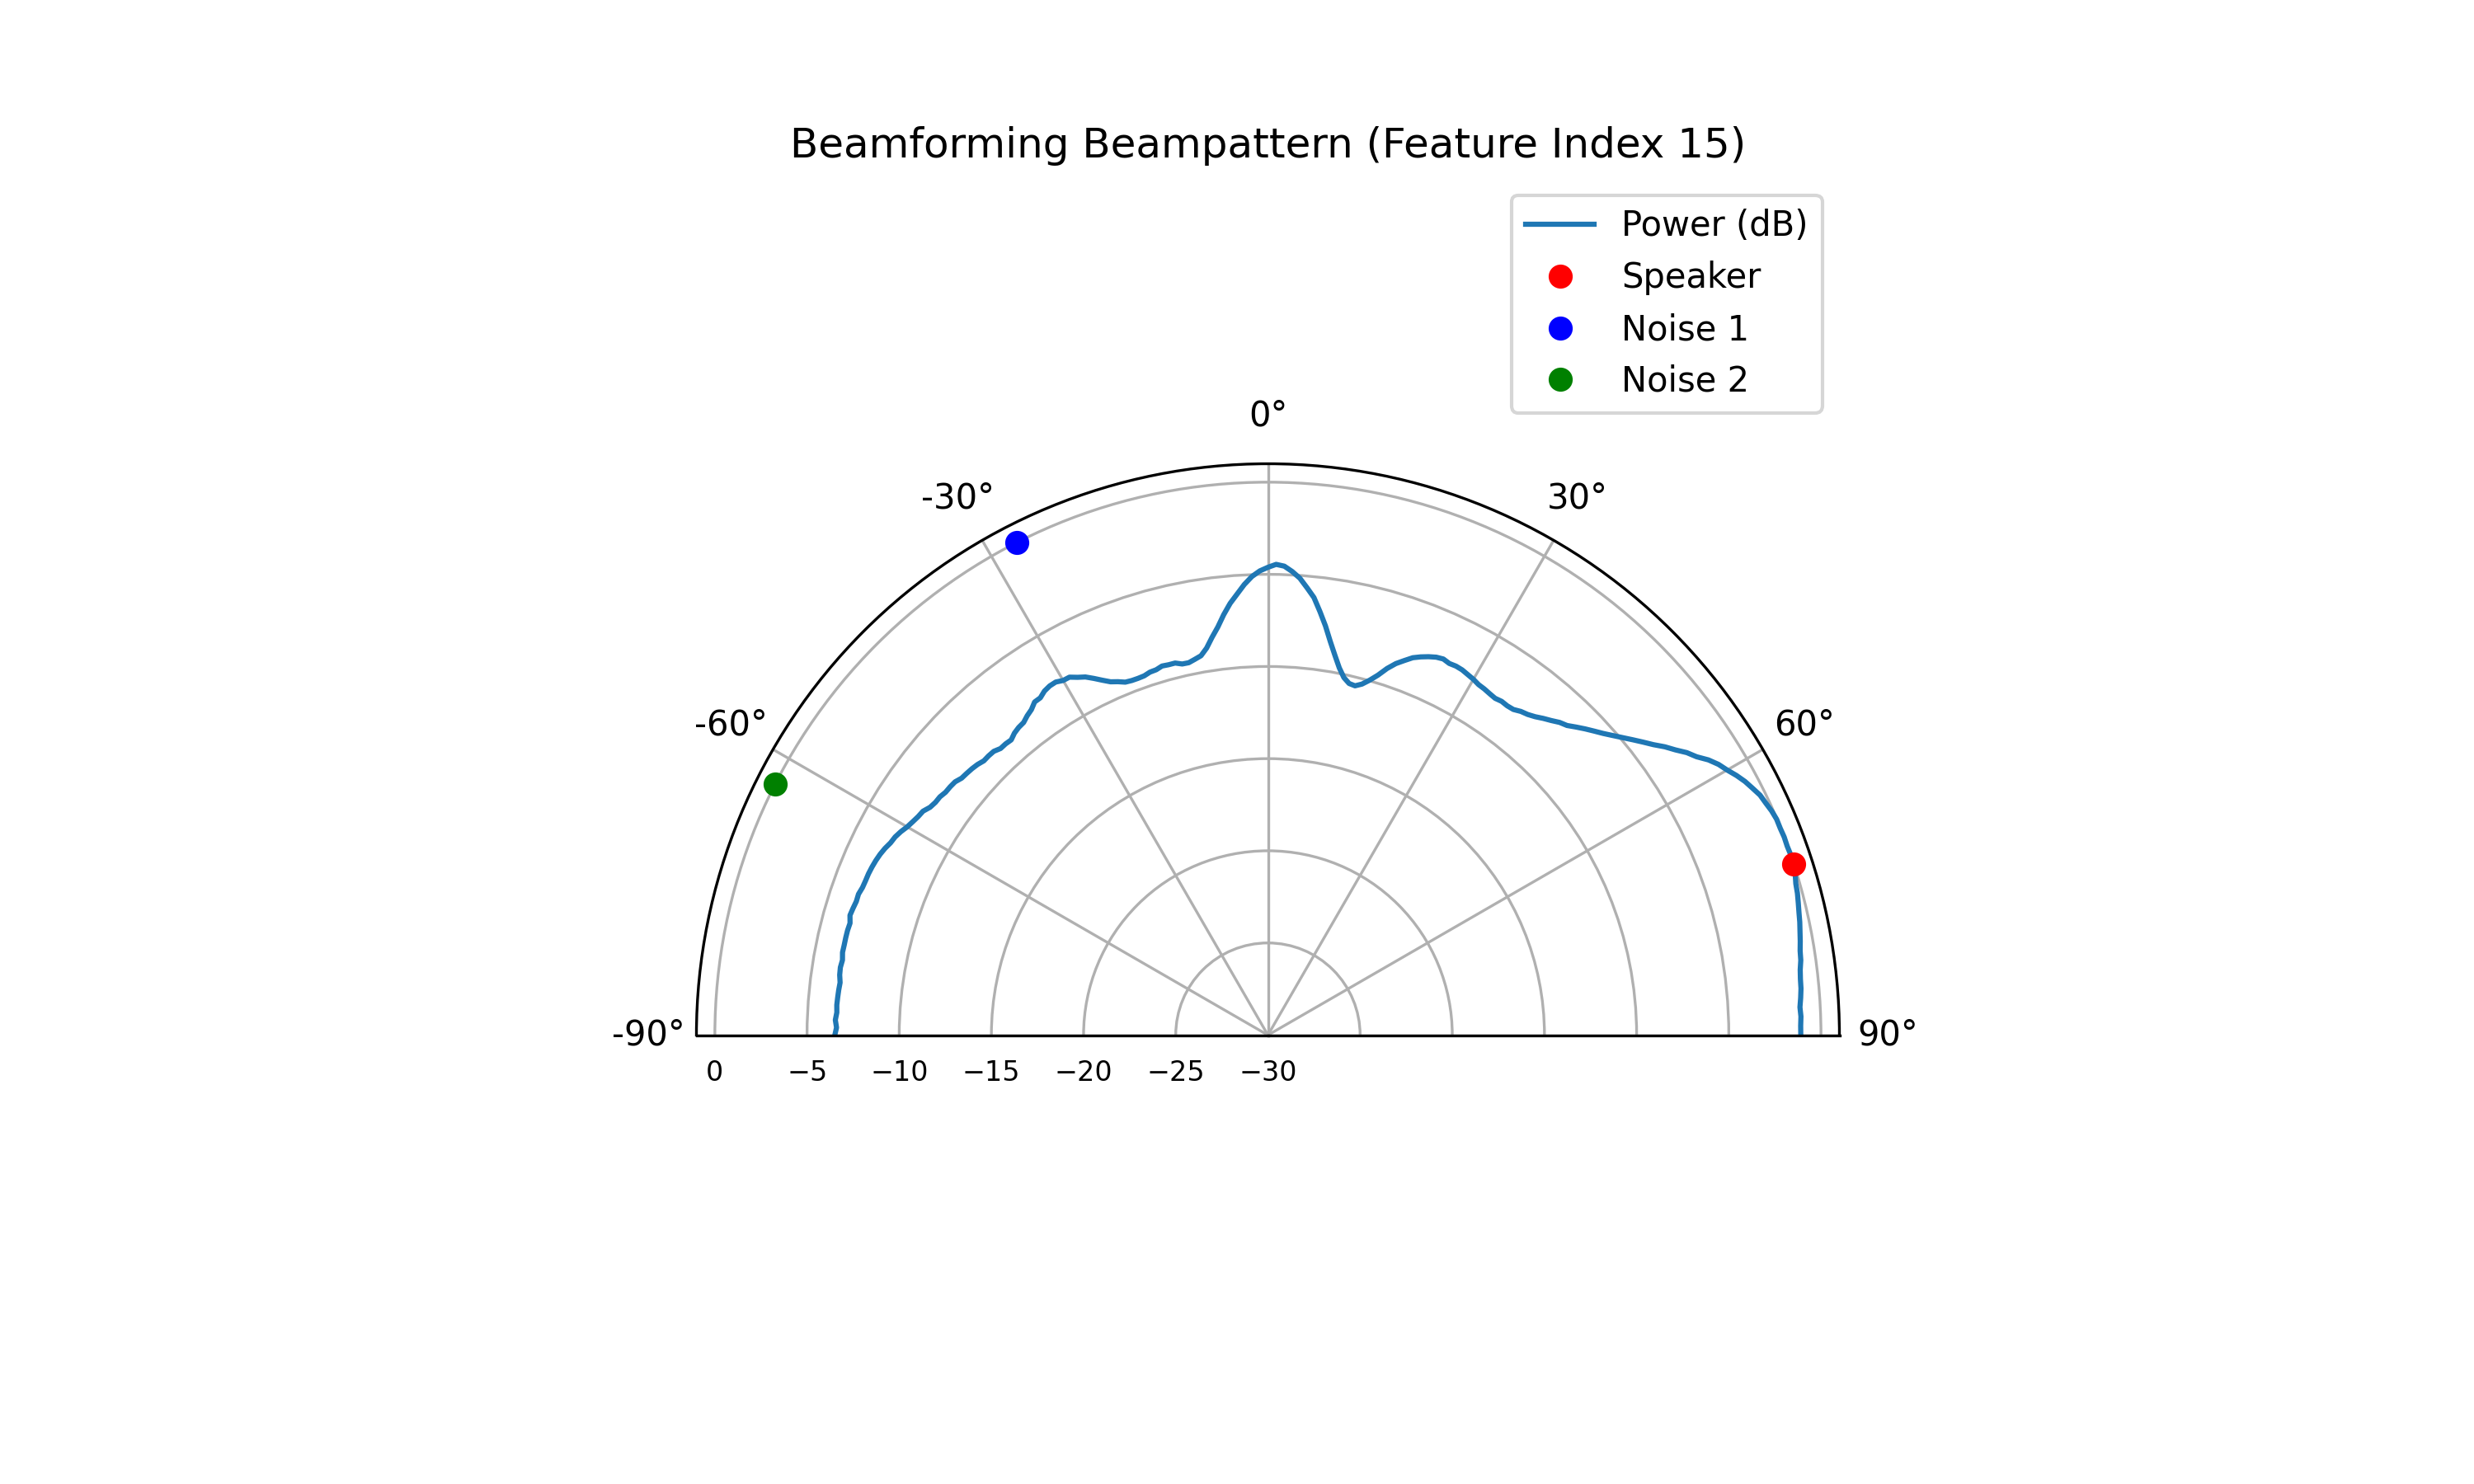 Beamforming Beampattern (Feature Index 15)
Power (dB)
Speaker
Noise 1
Noise 2
0°
-30°
30°
-60°
60°
-90°
90°
0
−5
−10
−15
−20
−25
−30